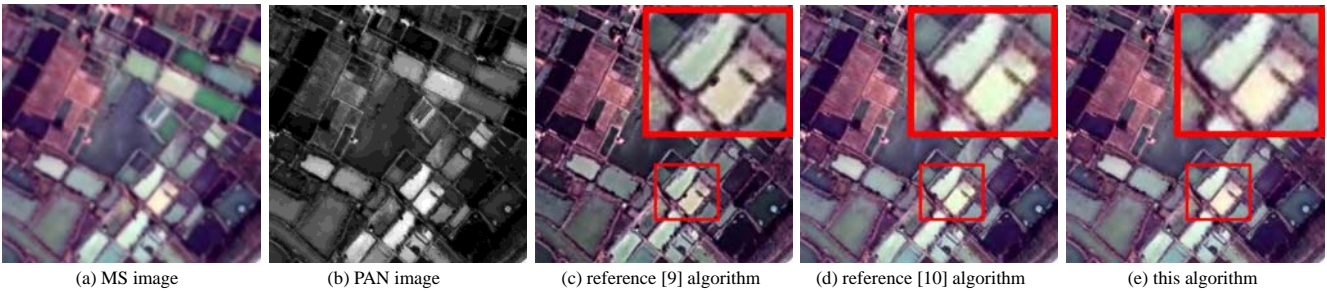 (a) MS image
(b) PAN image
(c) reference [9] algorithm
(d) reference [10] algorithm
(e) this algorithm